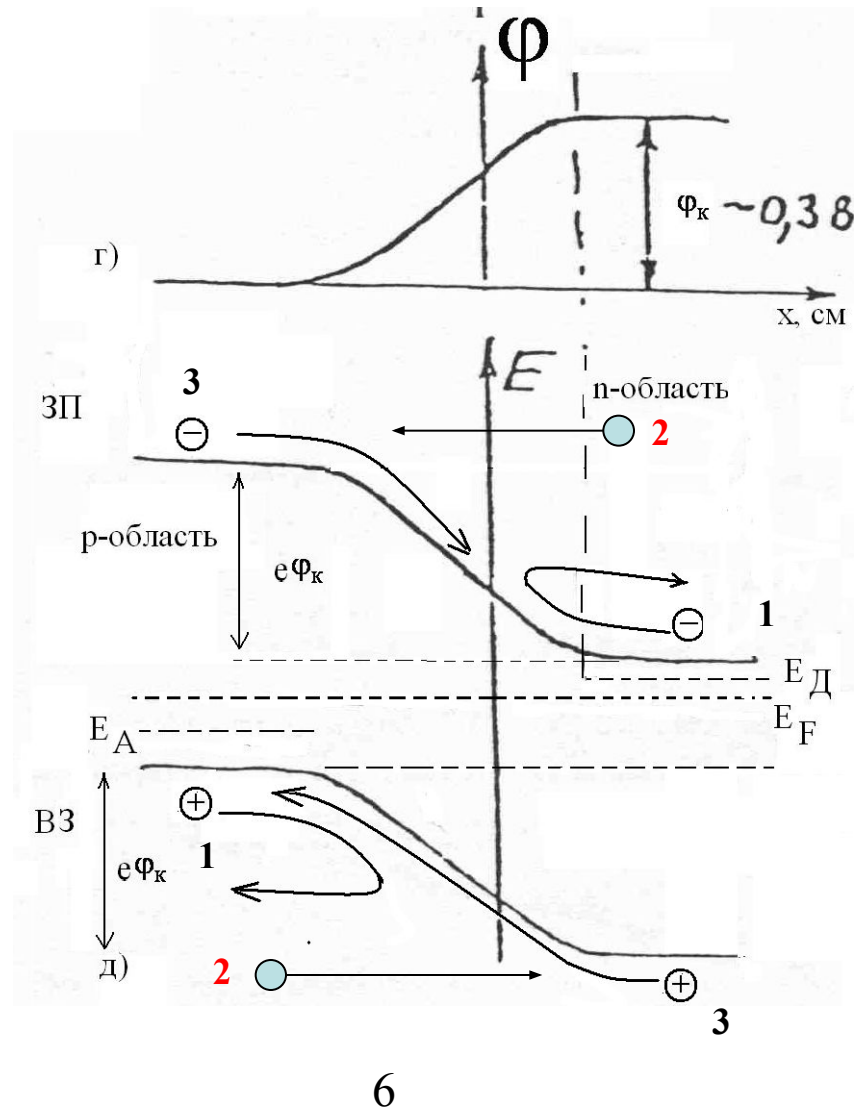 φ
φк ~0,3В
г)
x, см
E
3
n-область
ЗП
−
2
p-область
eφк
−
1
EД
EF
EA
+
ВЗ
1
eφк
д)
2
+
3
6